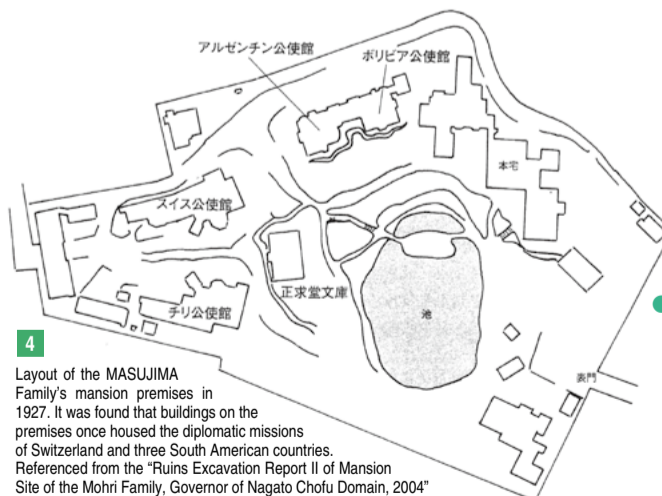 アルゼンチン公使館
ボリビア公使館
本宅
スイス公使館
正求堂文庫
チリ公使館
池
表門
4
Layout of the MASUJIMA
Family's mansion premises in
1927. It was found that buildings on the
premises once housed the diplomatic missions
of Switzerland and three South American countries.
Referenced from the "Ruins Excavation Report II of Mansion
Site of the Mohri Family, Governor of Nagato Chofu Domain, 2004"